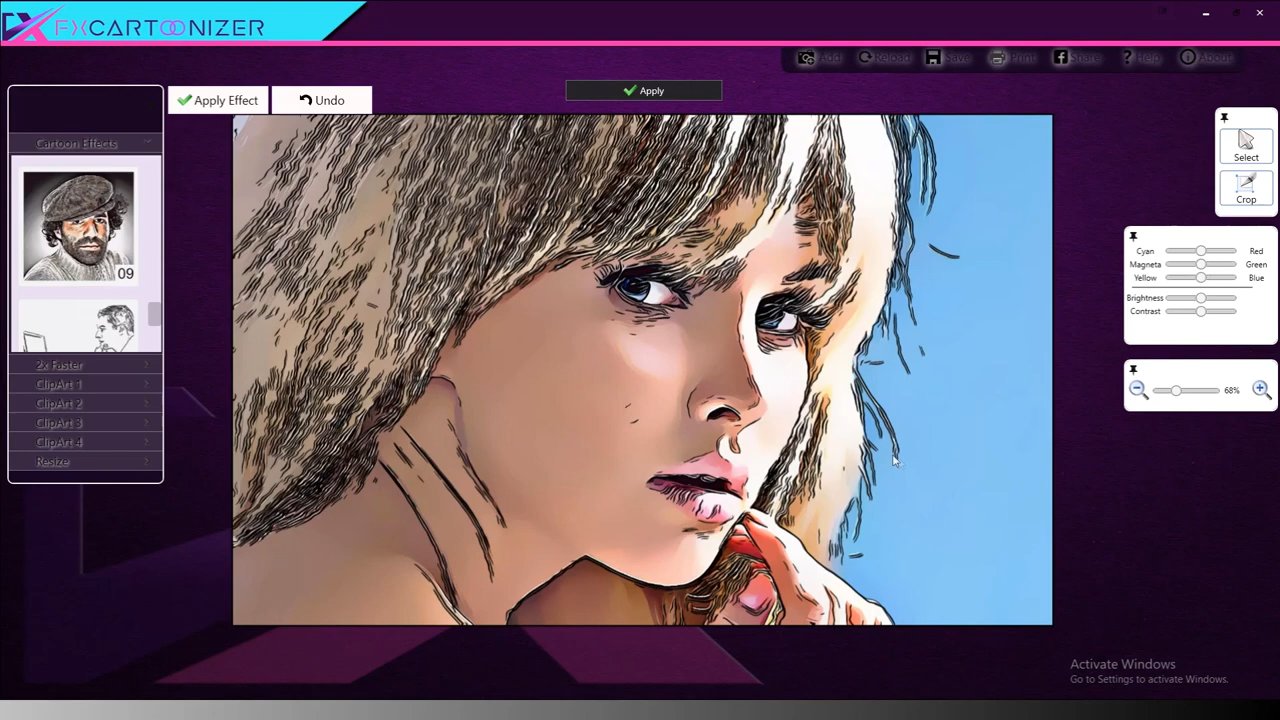 FXCARTOONIZER
Add
Reload
Save
Print
Share
Help
About
Apply Effect
Undo
Apply
Cartoon Effects
09
2x Faster
ClipArt 1
ClipArt 2
ClipArt 3
ClipArt 4
Resize
Select
Crop
Cyan Red
Magneta Green
Yellow Blue
Brightness
Contrast
68%
Activate Windows
Go to Settings to activate Windows.